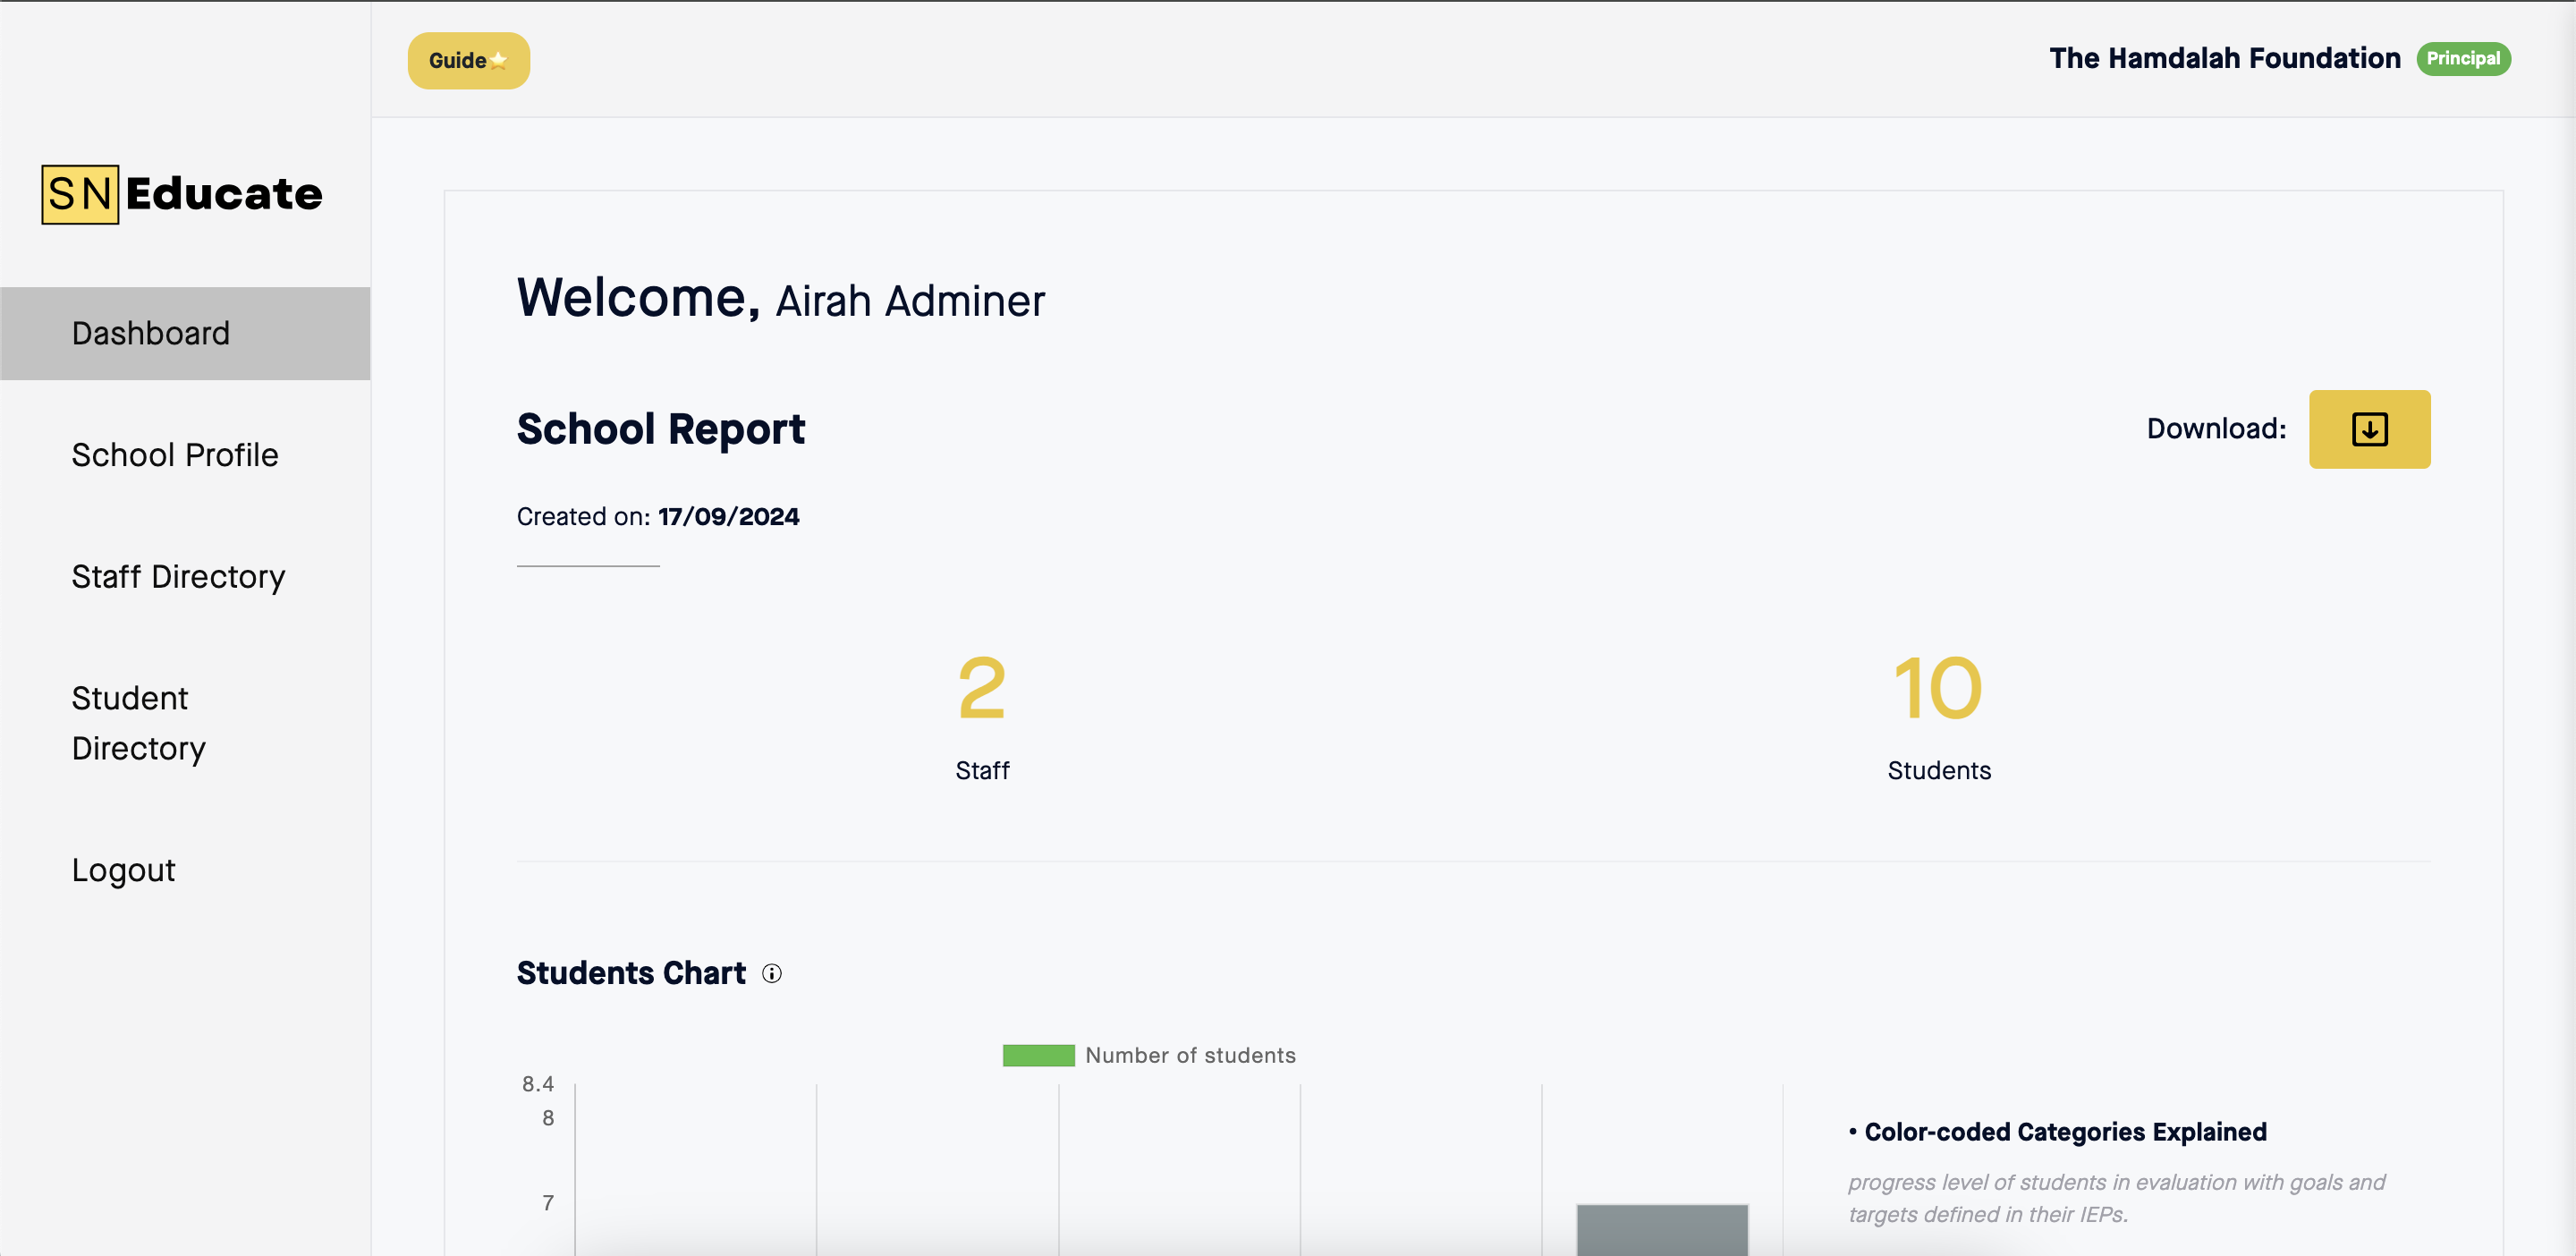 Guide⭐
The Hamdalah Foundation Principal
SN Educate
Dashboard
School Profile
Staff Directory
Student
Directory
Logout
Welcome, Airah Adminer
School Report
Download:
Created on: 17/09/2024
2
Staff
10
Students
Students Chart
Number of students
8.4
8
7
• Color-coded Categories Explained
progress level of students in evaluation with goals and
targets defined in their IEPs.